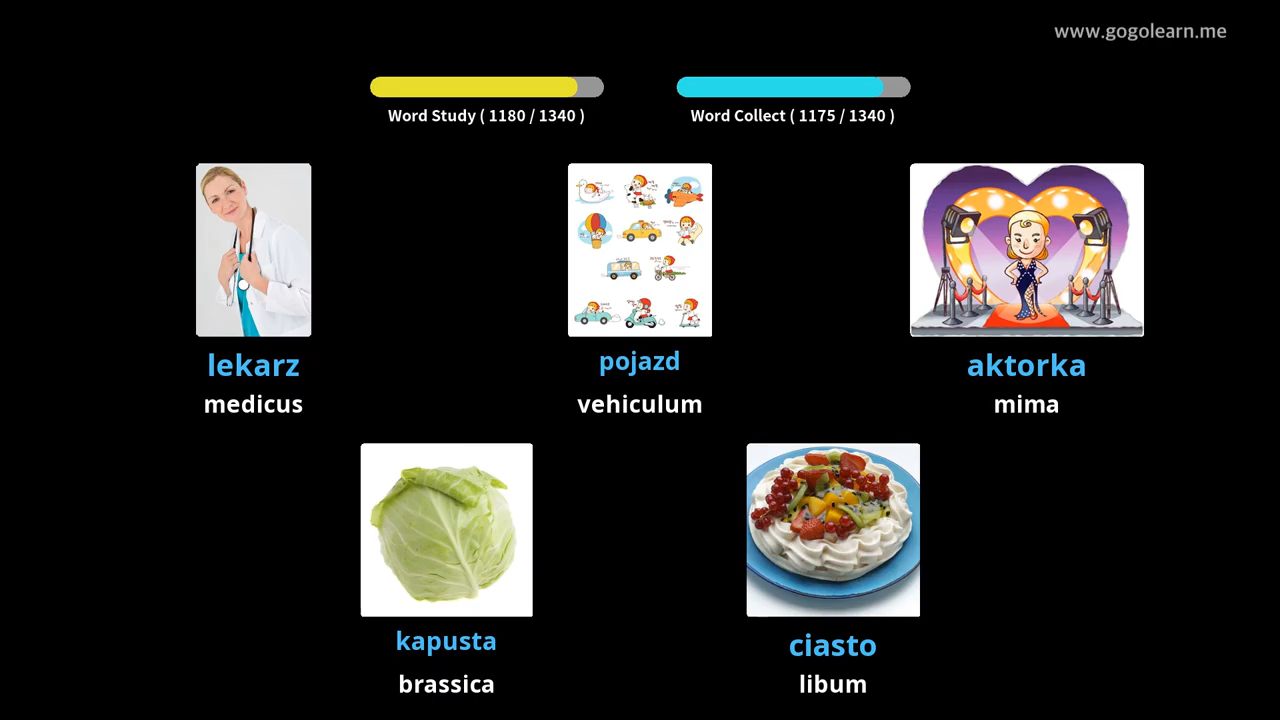 www.gogolearn.me
Word Study ( 1180 / 1340 )
Word Collect ( 1175 / 1340 )
lekarz
medicus
pojazd
vehiculum
aktorka
mima
kapusta
brassica
ciasto
libum